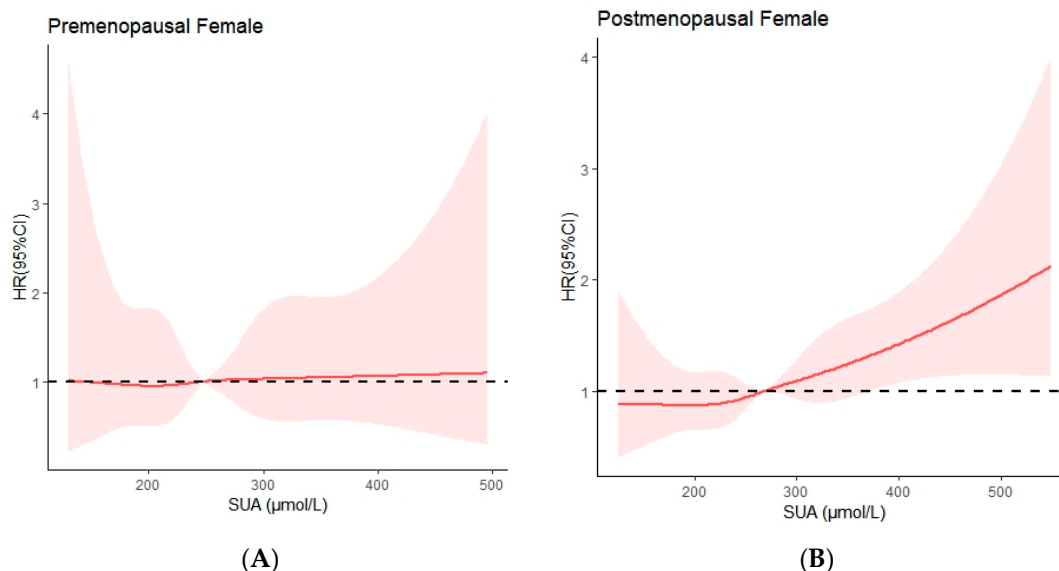 Premenopausal Female
HR(95%CI)
4
3
2
1
200
300
400
500
SUA (µmol/L)
(A)
Postmenopausal Female
HR(95%CI)
4
3
2
1
200
300
400
500
SUA (µmol/L)
(B)